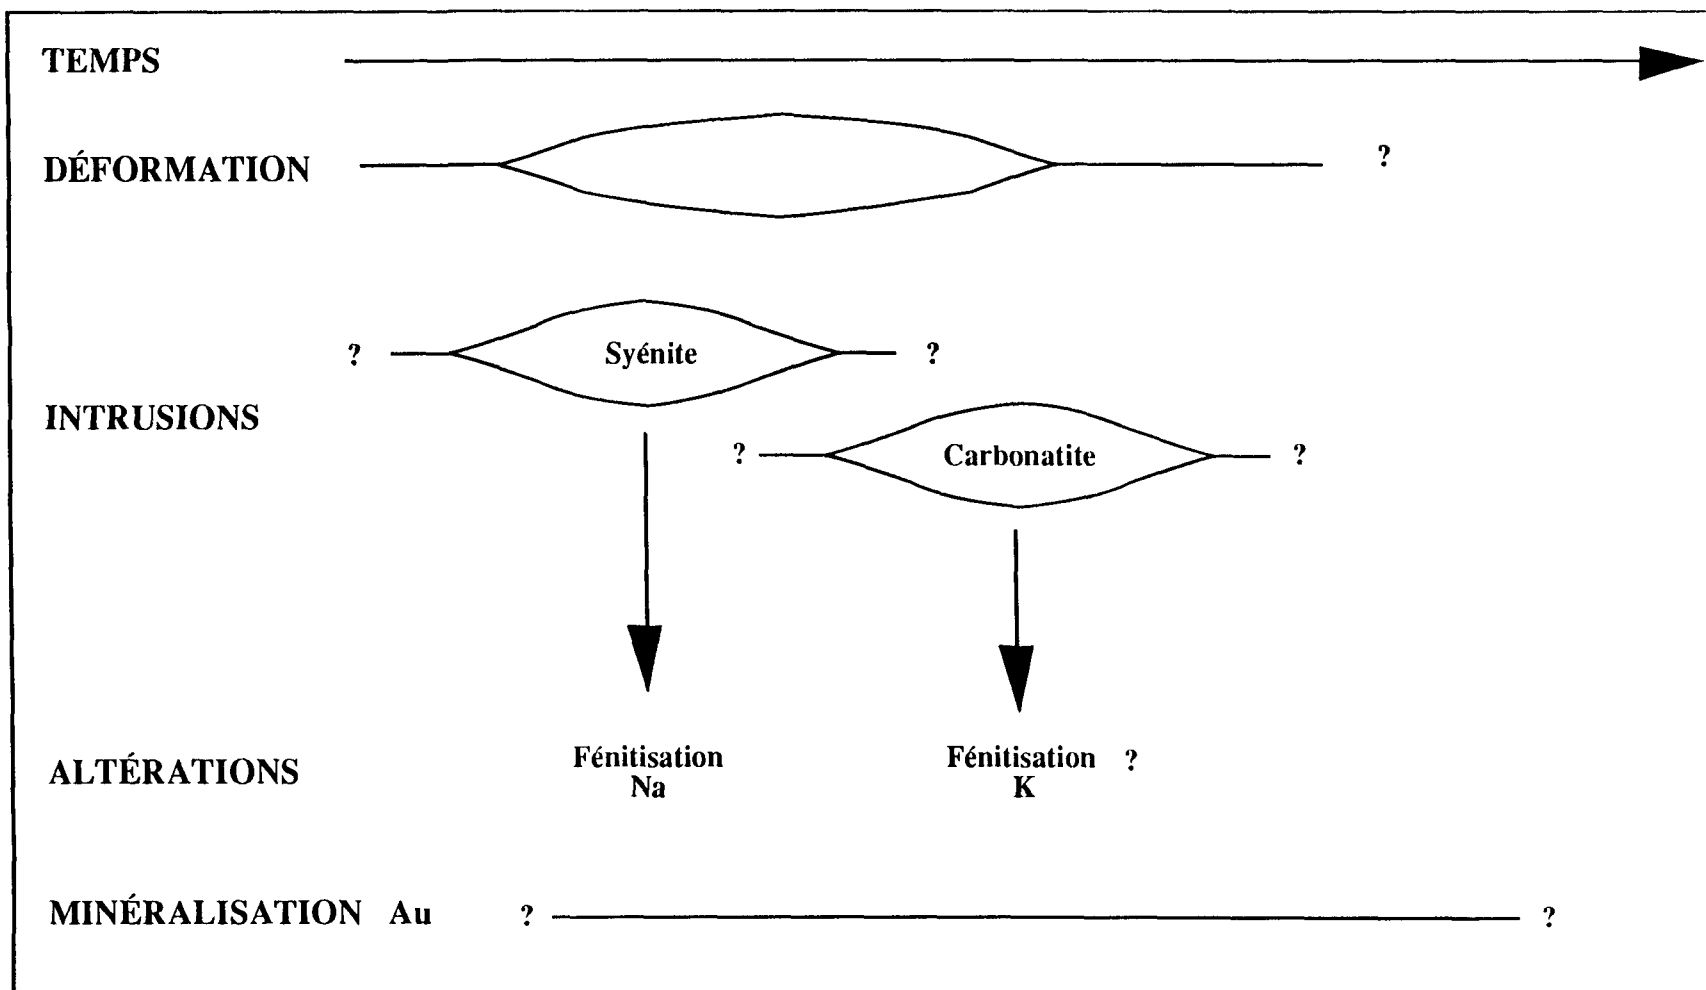 TEMPS
DÉFORMATION ?
? Syénite ?
INTRUSIONS
? Carbonatite ?
Fénitisation Fénitisation ?
ALTÉRATIONS
Na K
MINÉRALISATION Au ? ?